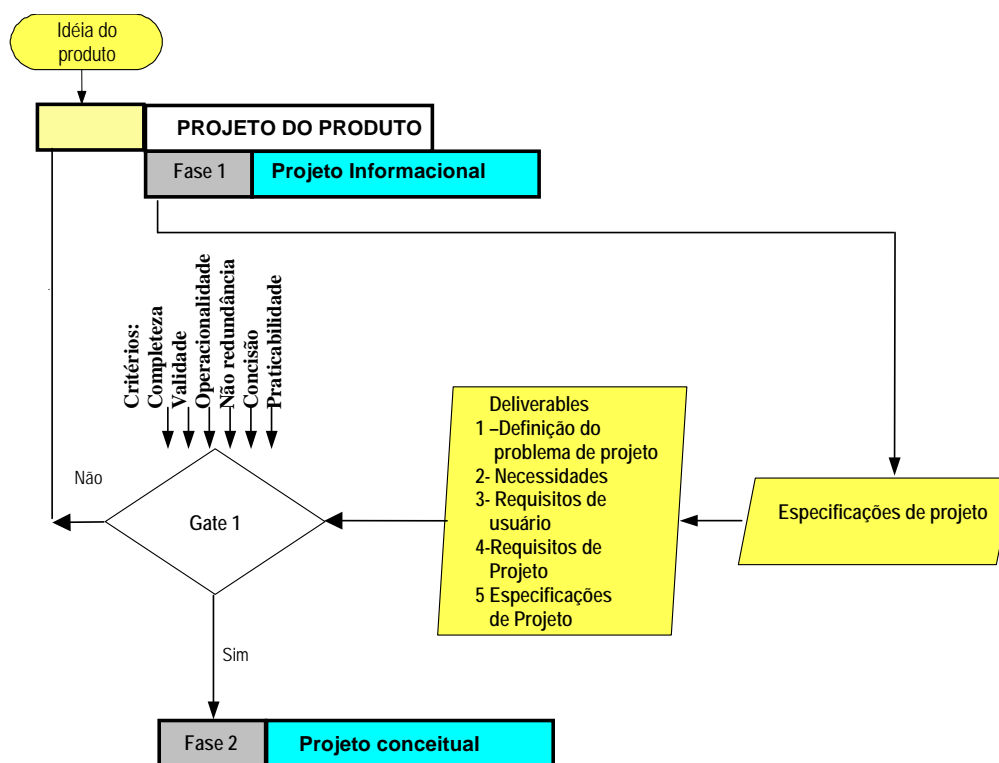 Idéia do
produto
PROJETO DO PRODUTO
Fase 1
Projeto Informacional
Critérios:
Completeza
Validade
Operacionalidade
Não redundância
Concisão
Praticabilidade
Deliverables
1 –Definição do
problema de projeto
2- Necessidades
3- Requisitos de
usuário
4-Requisitos de
Projeto
5 Especificações
de Projeto
Especificações de projeto
Não
Gate 1
Sim
Fase 2
Projeto conceitual